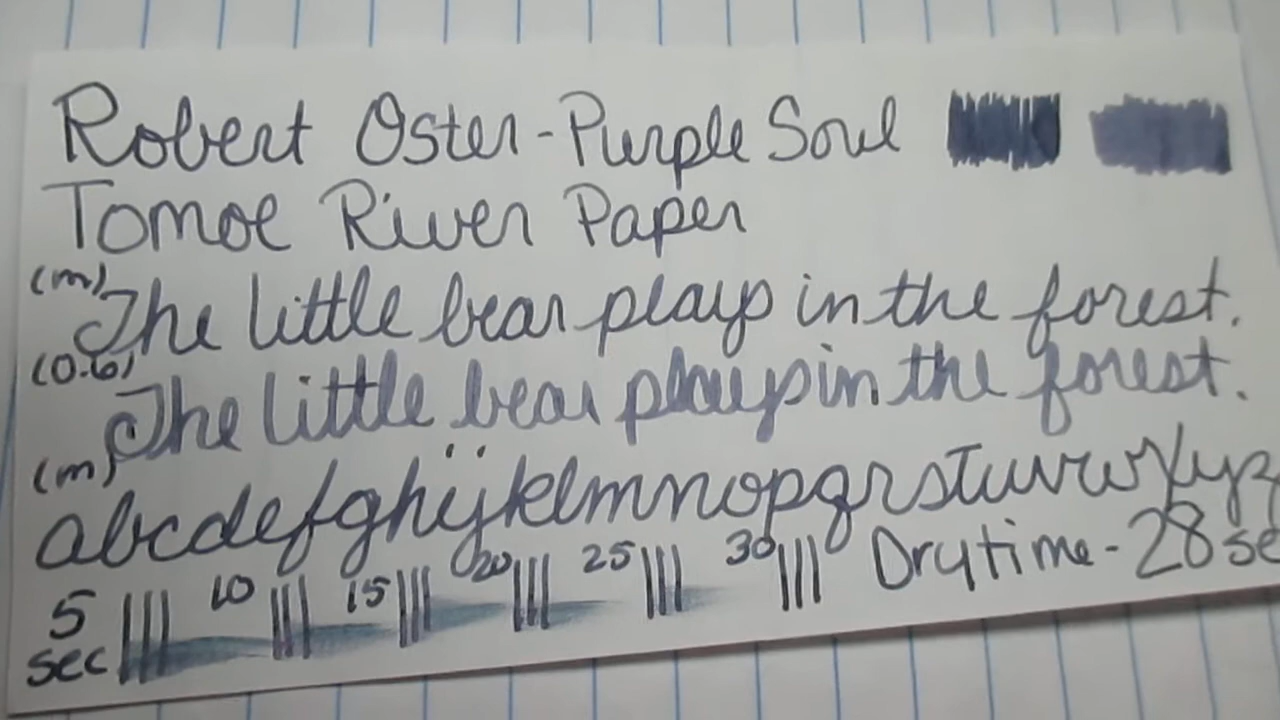 Robert Oster-Purple Soul
Tomoe River Paper
(m)
The little bear plays in the forest.
(0.6)
The little bear plays in the forest.
(m)
abcdefghijklmnopqrstuvwxyz
5 sec 10 15 20 25 30 Drytime-28 se